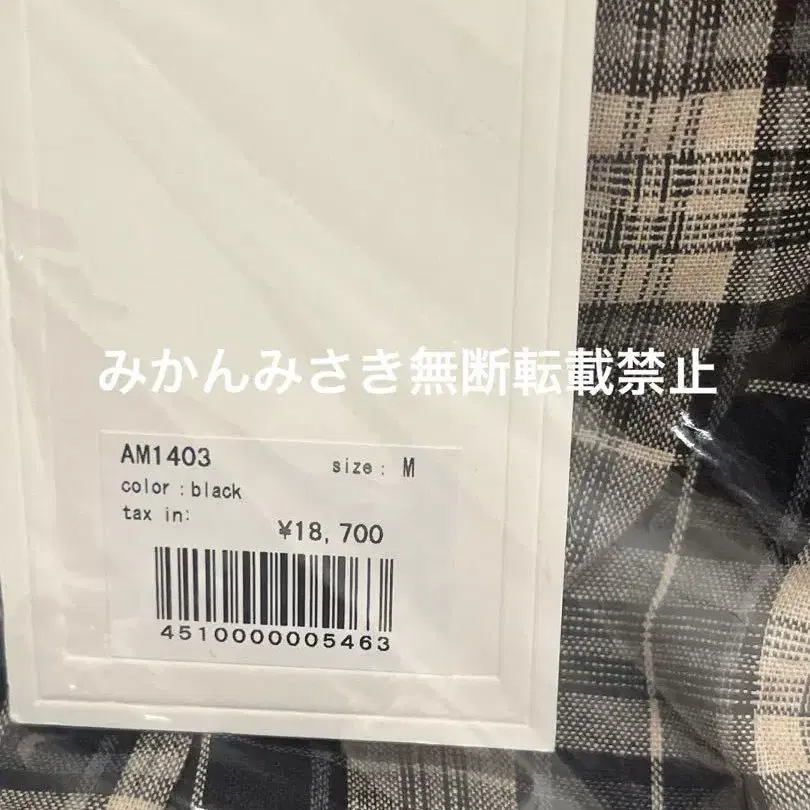 みかんみさき無断転載禁止
AM1403 size: M
color :black
tax in:
¥18,700
4510000005463